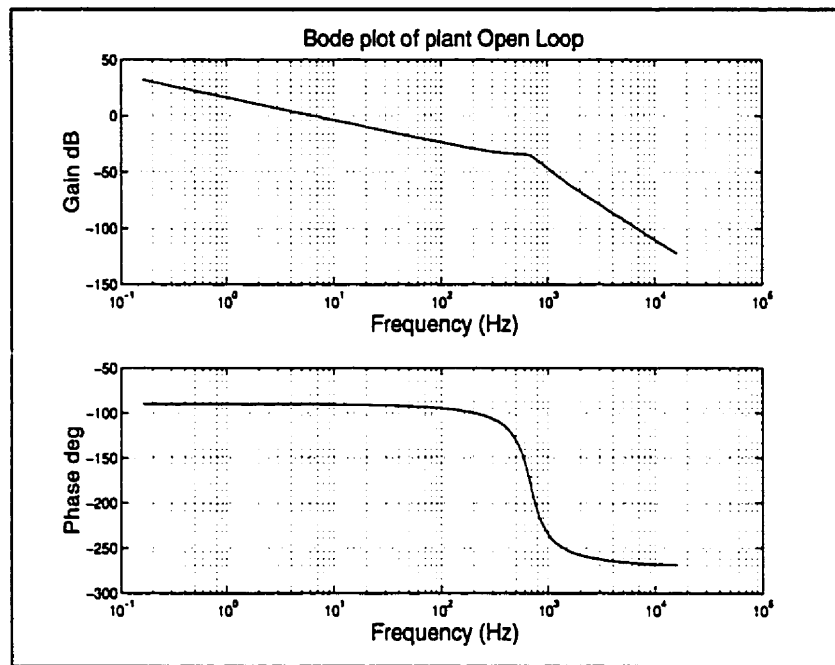 Bode plot of plant Open Loop
Gain dB
50
0
-50
-100
-150
10⁻¹ 10⁰ 10¹ 10² 10³ 10⁴ 10⁵
Frequency (Hz)
Phase deg
-50
-100
-150
-200
-250
-300
10⁻¹ 10⁰ 10¹ 10² 10³ 10⁴ 10⁵
Frequency (Hz)